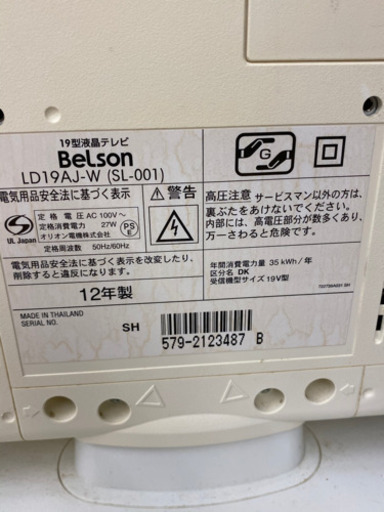 19型液晶テレビ
BeLson
LD19AJ-W (SL-001)
電気用品安全法に基づく表示
UL Japan
定格電圧 AC 100V~
定格消費電力 27W
オリオン電機株式会社
定格周波数 50Hz/60Hz
PS
E
電気用品安全法に基づく表示を改変したり、
削除すると違反になります。
警告
G
高圧注意 サービスマン以外の方は、
裏ぶたをあけないでください。
内部には、高電圧部分が数多くあり、
万一さわると危険です。
12年製
年間消費電力量 35 kWh/年
区分名 DK
受信機型サイズ 19V型
MADE IN THAILAND
SERIAL NO.
SH
579-2123487 B